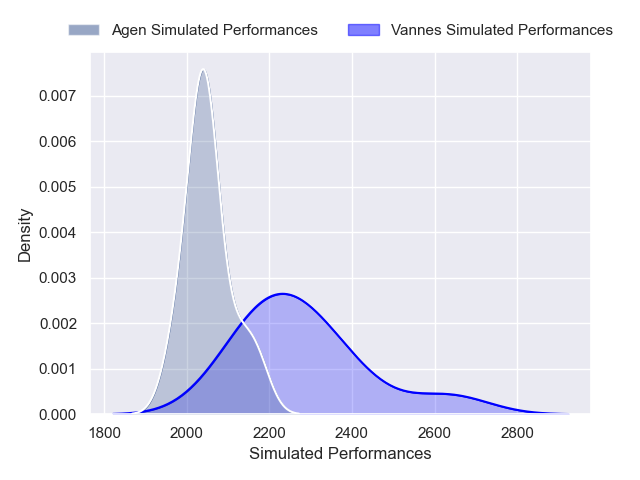 Agen Simulated Performances Vannes Simulated Performances
0.007
0.006
0.005
0.004
0.003
0.002
0.001
0.000
Density
1800 2000 2200 2400 2600 2800
Simulated Performances